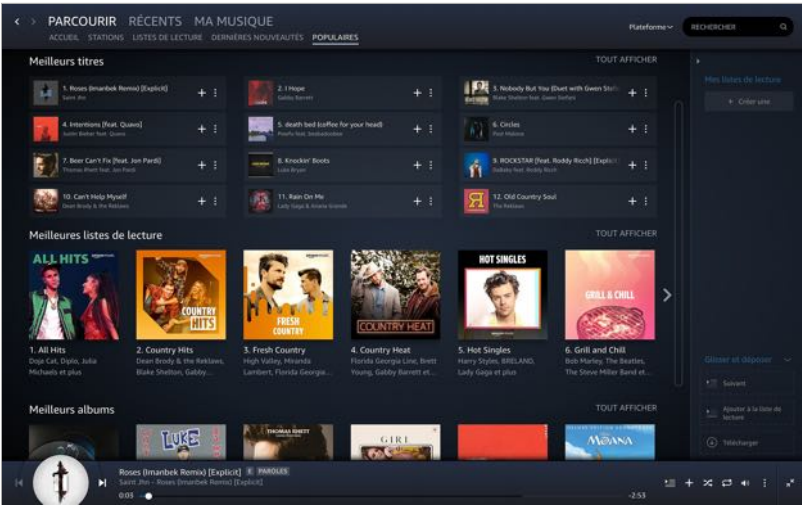 PARCOURIR RÉCENTS MA MUSIQUE
Plateforme
RECHERCHER
ACCUEIL STATIONS LISTES DE LECTURE DERNIÈRES NOUVEAUTÉS POPULAIRES
Meilleurs titres
TOUT AFFICHER
1. Roses (Imanbek Remix) [Explicit]
Saint Jhn
2. I Hope
Gabby Barrett
3. Nobody But You (Duet with Gwen Stefa
Blake Shelton feat. Gwen Stefani
4. Intentions [feat. Quavo]
Justin Bieber feat. Quavo
5. death bed (coffee for your head)
Powfu feat. beabadoobee
6. Circles
Post Malone
7. Beer Can't Fix [feat. Jon Pardi]
Thomas Rhett feat. Jon Pardi
8. Knockin' Boots
Luke Bryan
9. ROCKSTAR [feat. Roddy Ricch] [Explicit
DaBaby feat. Roddy Ricch
10. Can't Help Myself
Dean Brody & the Reklaws
11. Rain On Me
Lady Gaga & Ariana Grande
12. Old Country Soul
The Reklaws
Mes listes de lecture
+ Créer une
Meilleures listes de lecture
TOUT AFFICHER
ALL HITS
COUNTRY
HITS
FRESH
COUNTRY
COUNTRY HEAT
HOT SINGLES
GRILL & CHILL
1. All Hits
Doja Cat, Diplo, Julia
Michaels et plus
2. Country Hits
Dean Brody & the Reklaws,
Blake Shelton, Gabby...
3. Fresh Country
High Valley, Miranda
Lambert, Florida Georgia...
4. Country Heat
Florida Georgia Line, Brett
Young, Gabby Barrett et...
5. Hot Singles
Harry Styles, BRELAND,
Lady Gaga et plus
6. Grill and Chill
Bob Marley, The Beatles,
The Steve Miller Band et...
Glisser et déposer
Suivant
Ajouter à la liste de
lecture
Télécharger
Meilleurs albums
TOUT AFFICHER
LUKE
THOMAS RHETT
GIRL
MOANA
Roses (Imanbek Remix) [Explicit] E PAROLES
Saint Jhn - Roses (Imanbek Remix) [Explicit]
0:03
-2:53